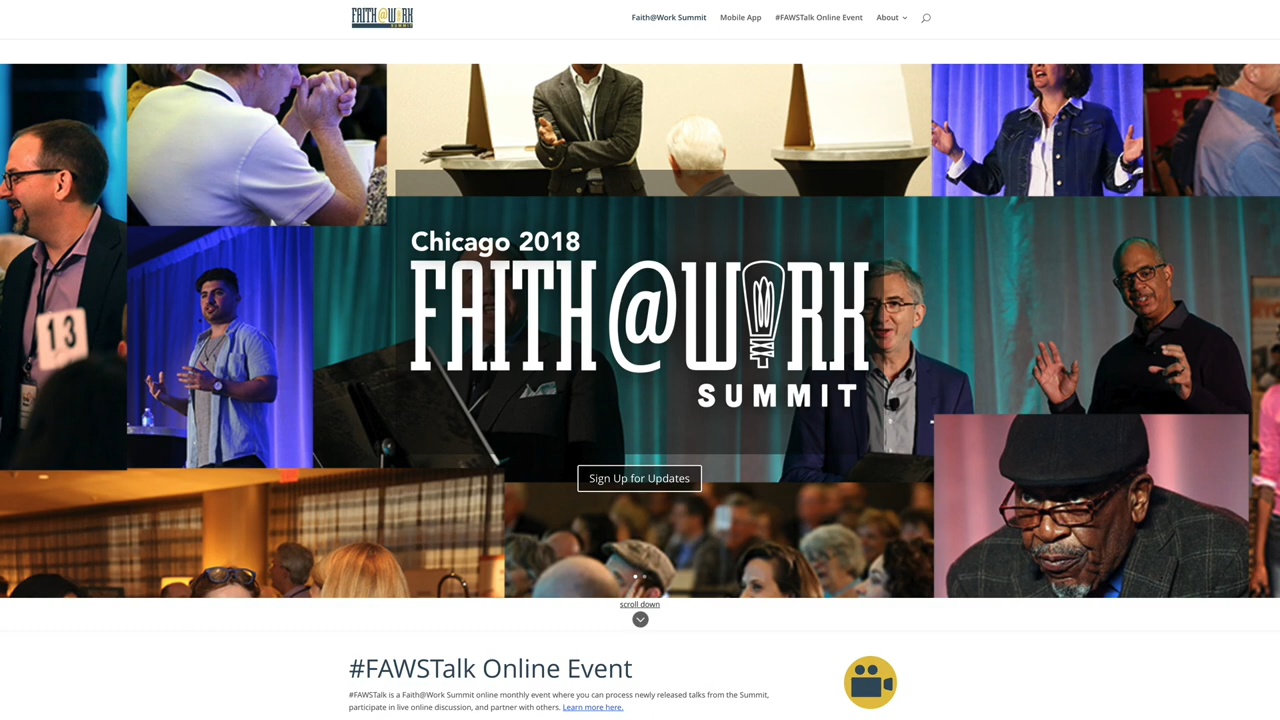 FAITH@WORK
SUMMIT
Faith@Work Summit
Mobile App
#FAWSTalk Online Event
About
13
Chicago 2018
FAITH@WORK
SUMMIT
Sign Up for Updates
scroll down
#FAWSTalk Online Event
#FAWSTalk is a Faith@Work Summit online monthly event where you can process newly released talks from the Summit,
participate in live online discussion, and partner with others. Learn more here.